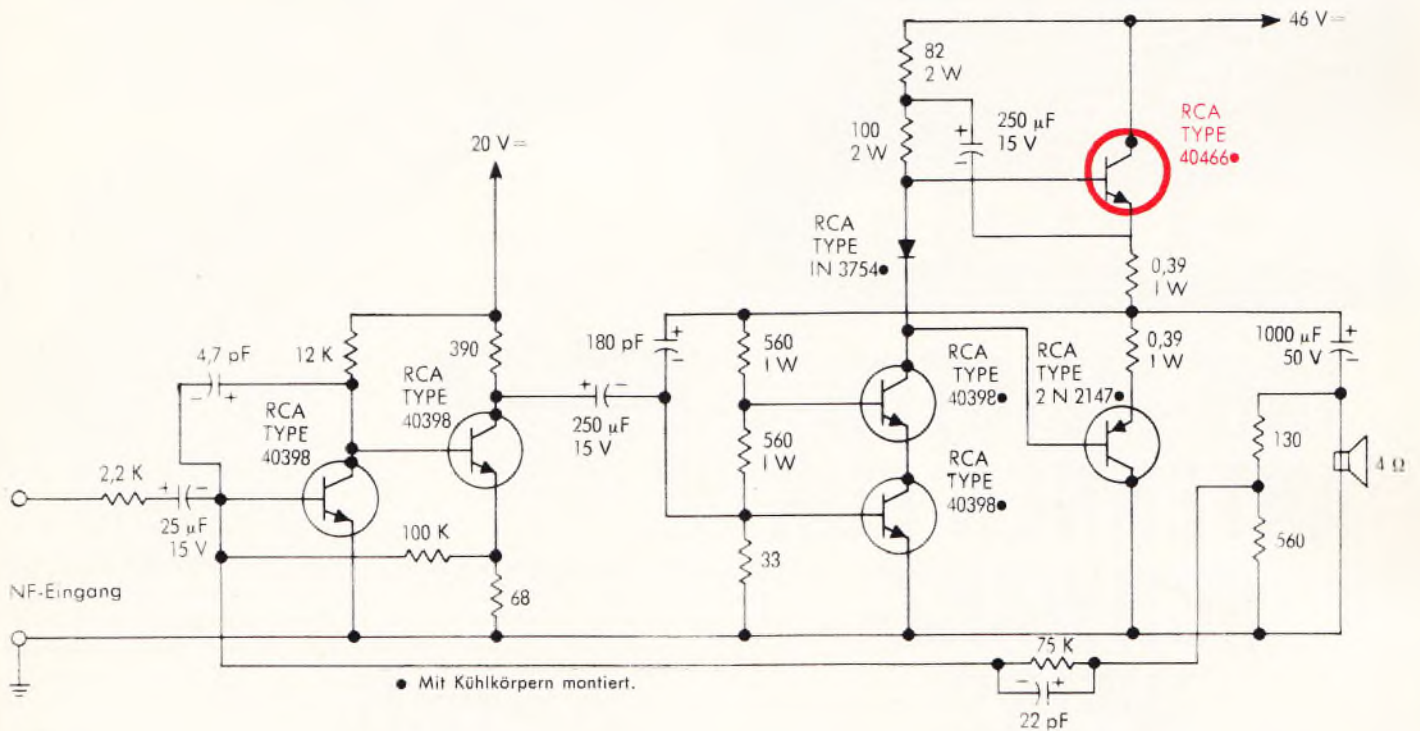 46 V=
82
2 W
250 µF
15 V
RCA
TYPE
40466●
100
2 W
20 V=
RCA
TYPE
IN 3754●
0,39
1 W
4,7 pF
12 K
390
180 pF
560
1 W
RCA
TYPE
40398●
0,39
1 W
1000 µF
50 V
RCA
TYPE
40398
RCA
TYPE
40398
250 µF
15 V
560
1 W
RCA
TYPE
2 N 2147●
130
4 Ω
2,2 K
25 µF
15 V
RCA
TYPE
40398●
100 K
33
560
NF-Eingang
68
75 K
● Mit Kühlkörpern montiert.
22 pF